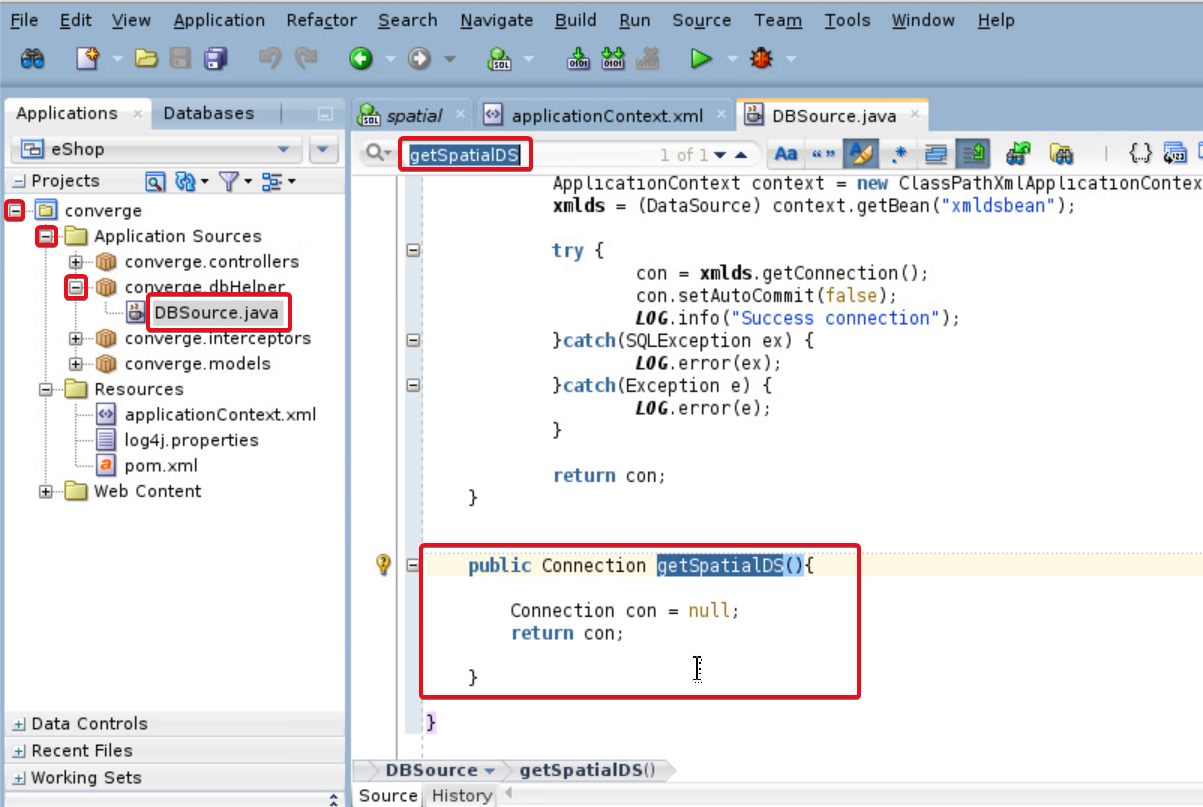 File Edit View Application Refactor Search Navigate Build Run Source Team Tools Window Help
Applications
Databases
eShop
Projects
converge
Application Sources
converge.controllers
converge.dbHelper
DBSource.java
converge.interceptors
converge.models
Resources
applicationContext.xml
log4j.properties
pom.xml
Web Content
Data Controls
Recent Files
Working Sets
spatial
applicationContext.xml
DBSource.java
getSpatialDS
1 of 1
ApplicationContext context = new ClassPathXmlApplicationContex
xmlds = (DataSource) context.getBean("xmldsbean");
try {
con = xmlds.getConnection();
con.setAutoCommit(false);
LOG.info("Success connection");
}catch(SQLException ex) {
LOG.error(ex);
}catch(Exception e) {
LOG.error(e);
}
return con;
}
public Connection getSpatialDS(){
Connection con = null;
return con;
}
}
DBSource
getSpatialDS()
Source History